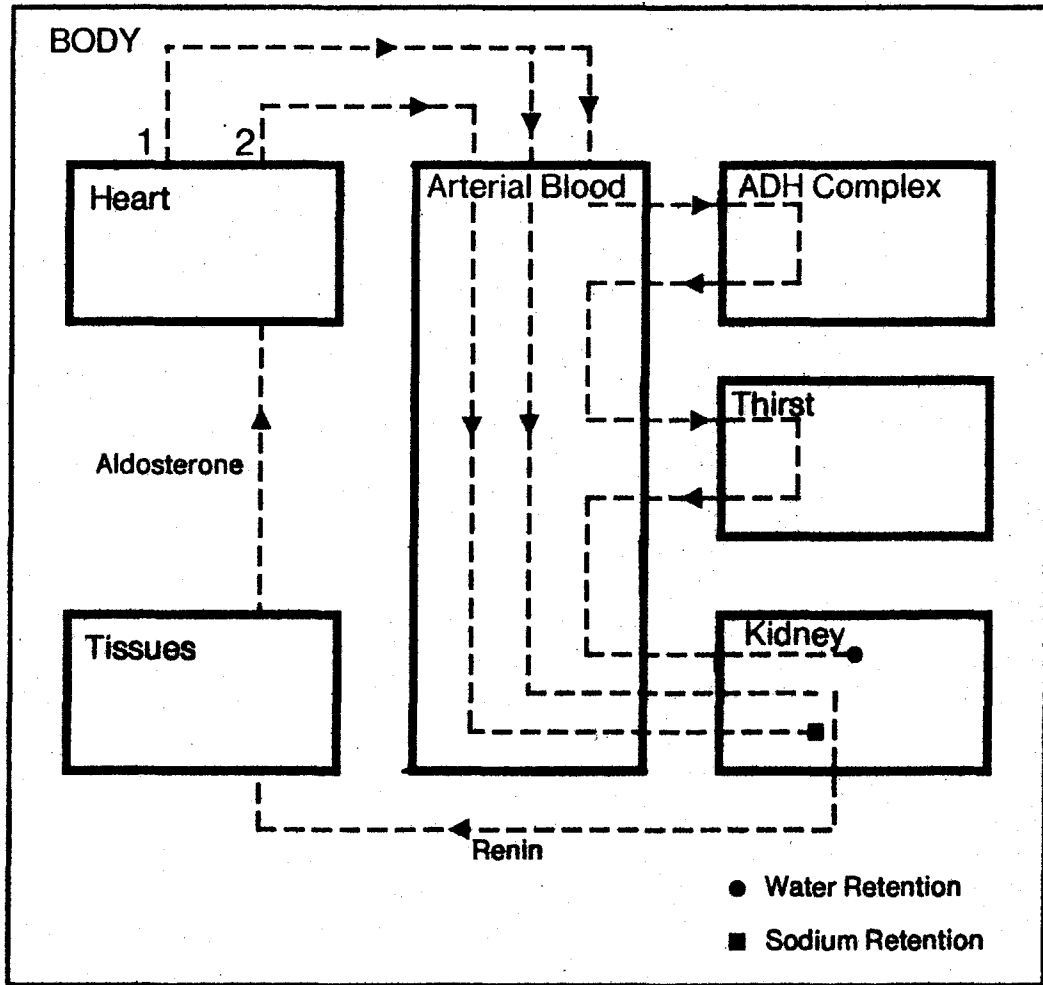 BODY
1
2
Heart
Arterial Blood
ADH Complex
Thirst
Aldosterone
Tissues
Kidney
Renin
Water Retention
Sodium Retention